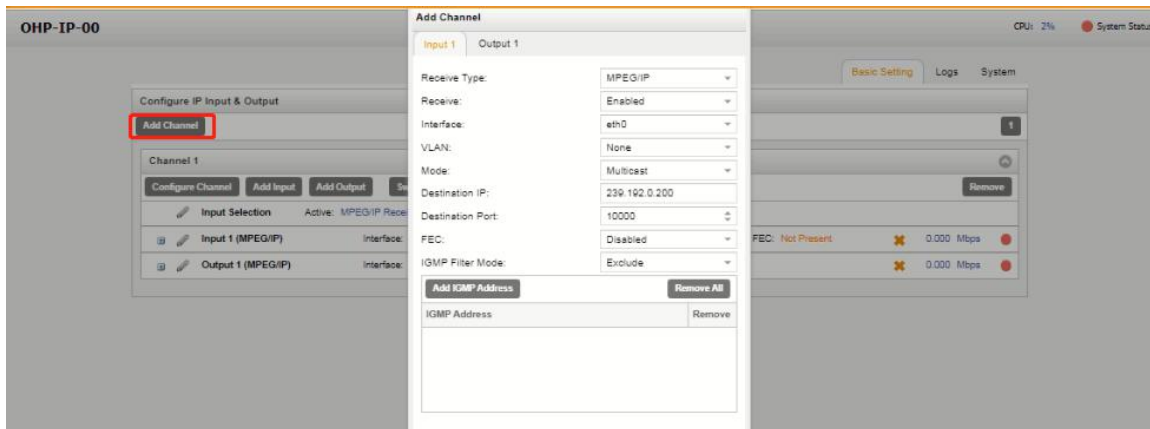 OHP-IP-00
CPU: 2%
System Statu
Basic Setting
Logs
System
Configure IP Input & Output
Add Channel
1
Channel 1
Configure Channel
Add Input
Add Output
Se
Remove
Input Selection
Active: MPEG/IP Rece
Input 1 (MPEG/IP)
Interface:
FEC: Not Present
0.000 Mbps
Output 1 (MPEG/IP)
Interface:
0.000 Mbps
Add Channel
Input 1
Output 1
Receive Type: MPEG/IP
Receive: Enabled
Interface: eth0
VLAN: None
Mode: Multicast
Destination IP: 239.192.0.200
Destination Port: 10000
FEC: Disabled
IGMP Filter Mode: Exclude
Add IGMP Address
Remove All
IGMP Address
Remove